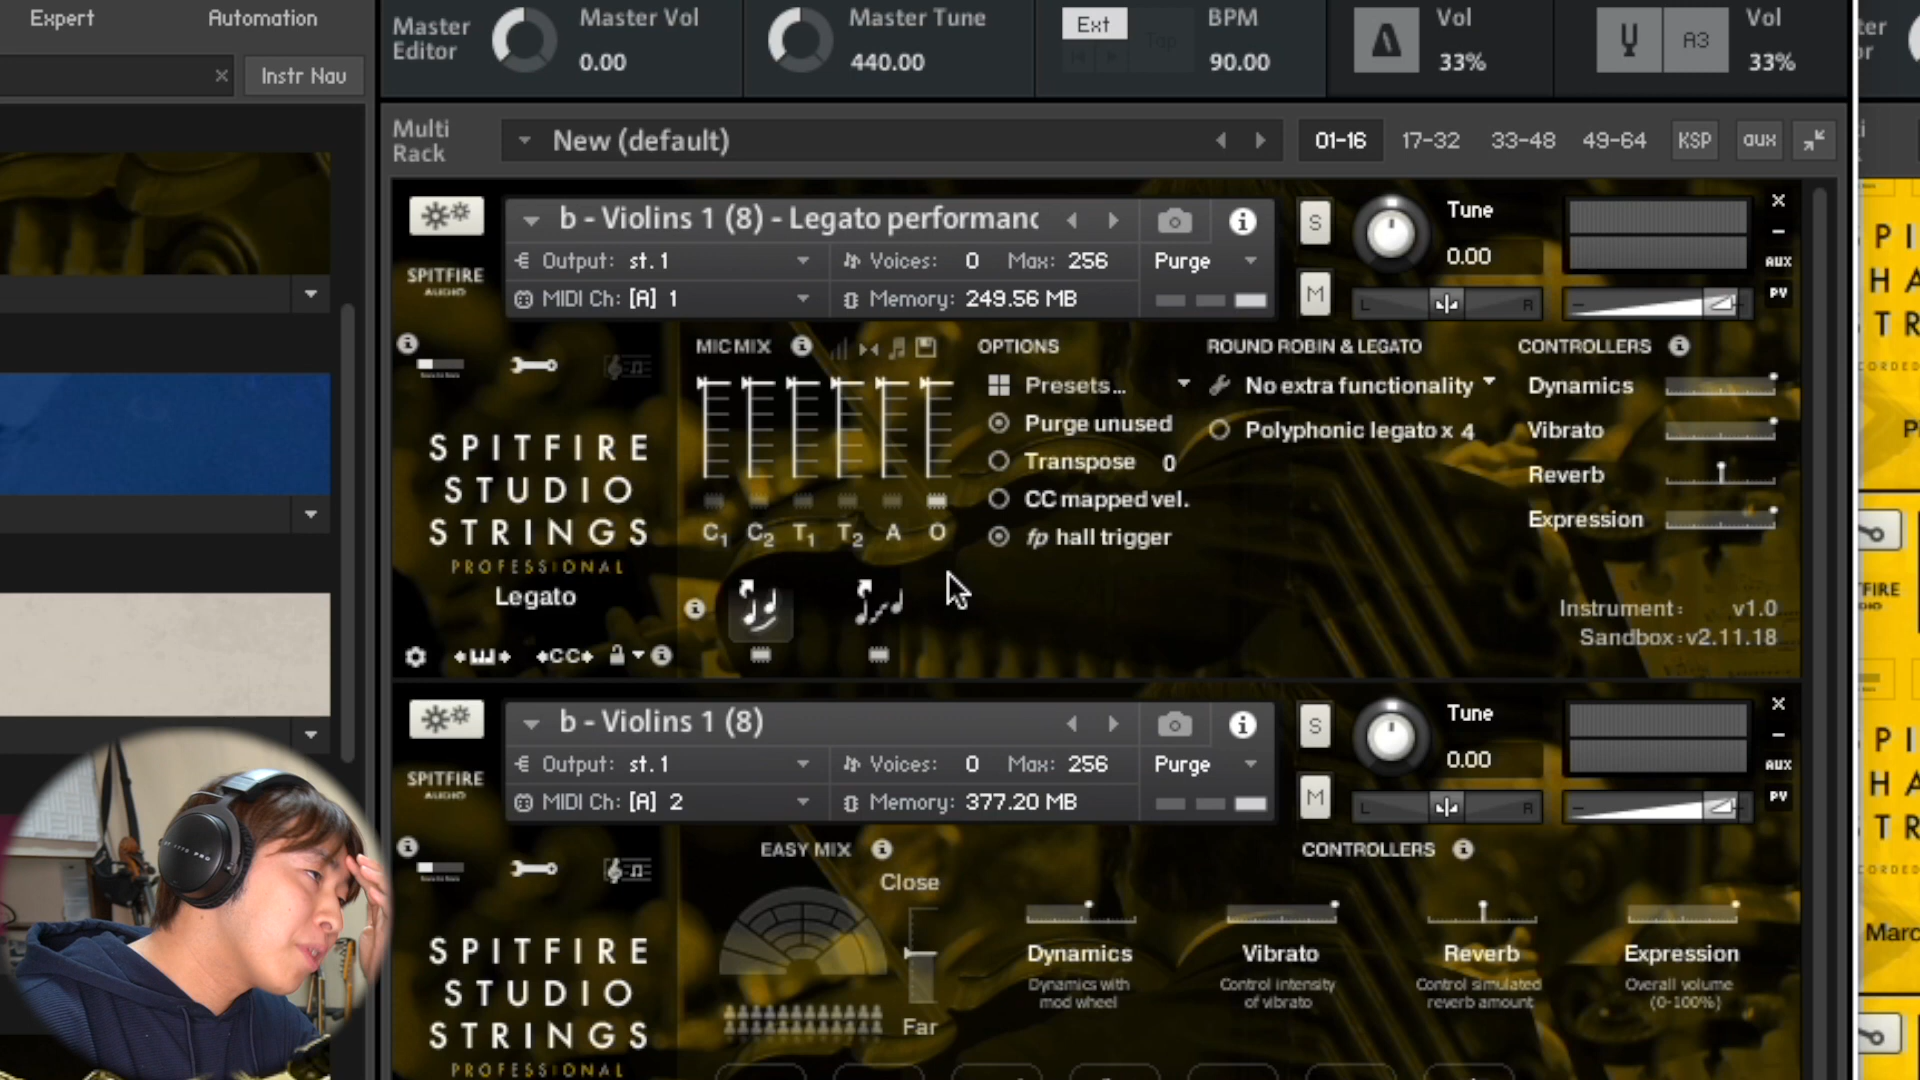 Expert Automation
Master Editor
Master Vol
0.00
Master Tune
440.00
Ext
Tap
BPM
90.00
Vol
33%
A3
Vol
33%
× Instr Nau
Multi Rack
New (default)
01-16 17-32 33-48 49-64 KSP aux
b - Violins 1 (8) - Legato performanc
Output: st.1
Voices: 0 Max: 256
Purge
MIDI Ch: [A] 1
Memory: 249.56 MB
S
M
Tune
0.00
L R
AUX
PV
SPITFIRE
AUDIO
MIC MIX
C1 C2 T1 T2 A O
OPTIONS
Presets...
Purge unused
Transpose 0
CC mapped vel.
fp hall trigger
ROUND ROBIN & LEGATO
No extra functionality
Polyphonic legato x 4
CONTROLLERS
Dynamics
Vibrato
Reverb
Expression
SPITFIRE
STUDIO
STRINGS
PROFESSIONAL
Legato
CC
Instrument: v1.0
Sandbox: v2.11.18
b - Violins 1 (8)
Output: st.1
Voices: 0 Max: 256
Purge
MIDI Ch: [A] 2
Memory: 377.20 MB
S
M
Tune
0.00
L R
AUX
PV
SPITFIRE
AUDIO
EASY MIX
Close
Far
CONTROLLERS
Dynamics
Dynamics with
mod wheel
Vibrato
Control intensity
of vibrato
Reverb
Control simulated
reverb amount
Expression
Overall volume
(0-100%)
SPITFIRE
STUDIO
STRINGS
PROFESSIONAL